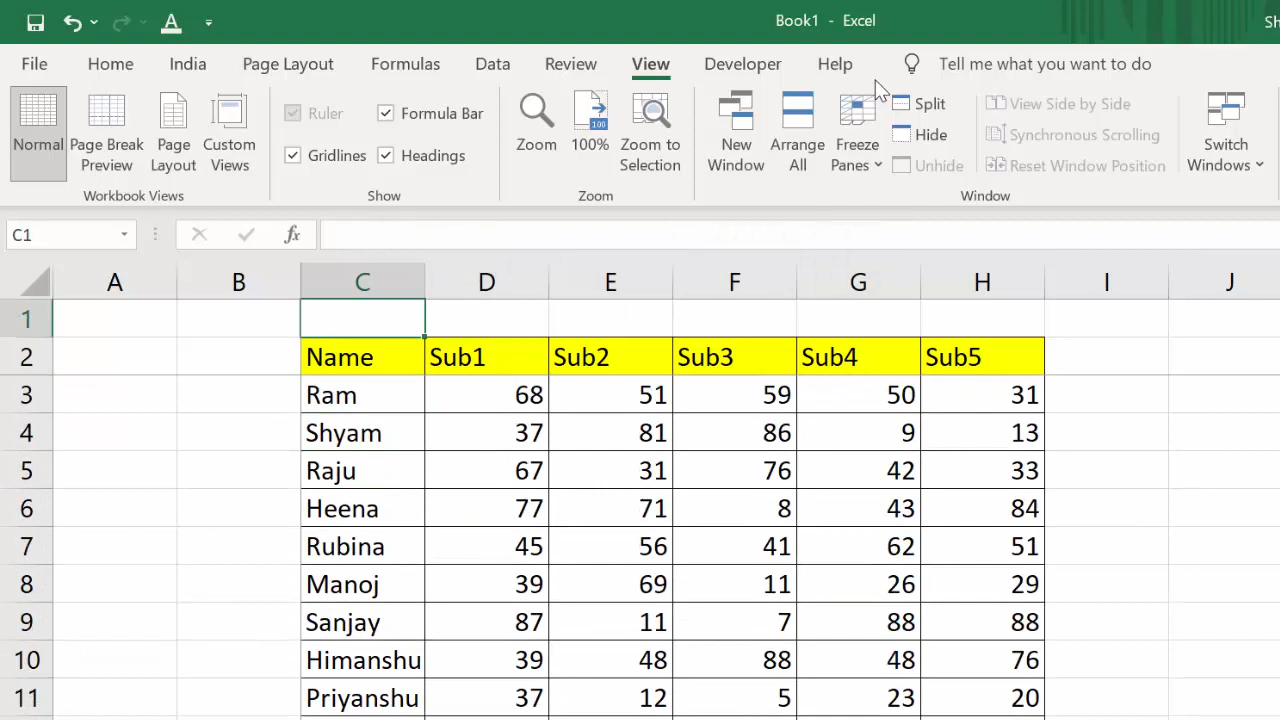 Book1 - Excel
File Home India Page Layout Formulas Data Review View Developer Help Tell me what you want to do
Normal
Page Break Preview
Page Layout
Custom Views
Workbook Views
Ruler
Formula Bar
Gridlines
Headings
Show
Zoom
100
100%
Zoom to Selection
Zoom
New Window
Arrange All
Freeze Panes
Split
Hide
Unhide
View Side by Side
Synchronous Scrolling
Reset Window Position
Switch Windows
Window
C1
fx
A B C D E F G H I J
1
2 Name Sub1 Sub2 Sub3 Sub4 Sub5
3 Ram 68 51 59 50 31
4 Shyam 37 81 86 9 13
5 Raju 67 31 76 42 33
6 Heena 77 71 8 43 84
7 Rubina 45 56 41 62 51
8 Manoj 39 69 11 26 29
9 Sanjay 87 11 7 88 88
10 Himanshu 39 48 88 48 76
11 Priyanshu 37 12 5 23 20